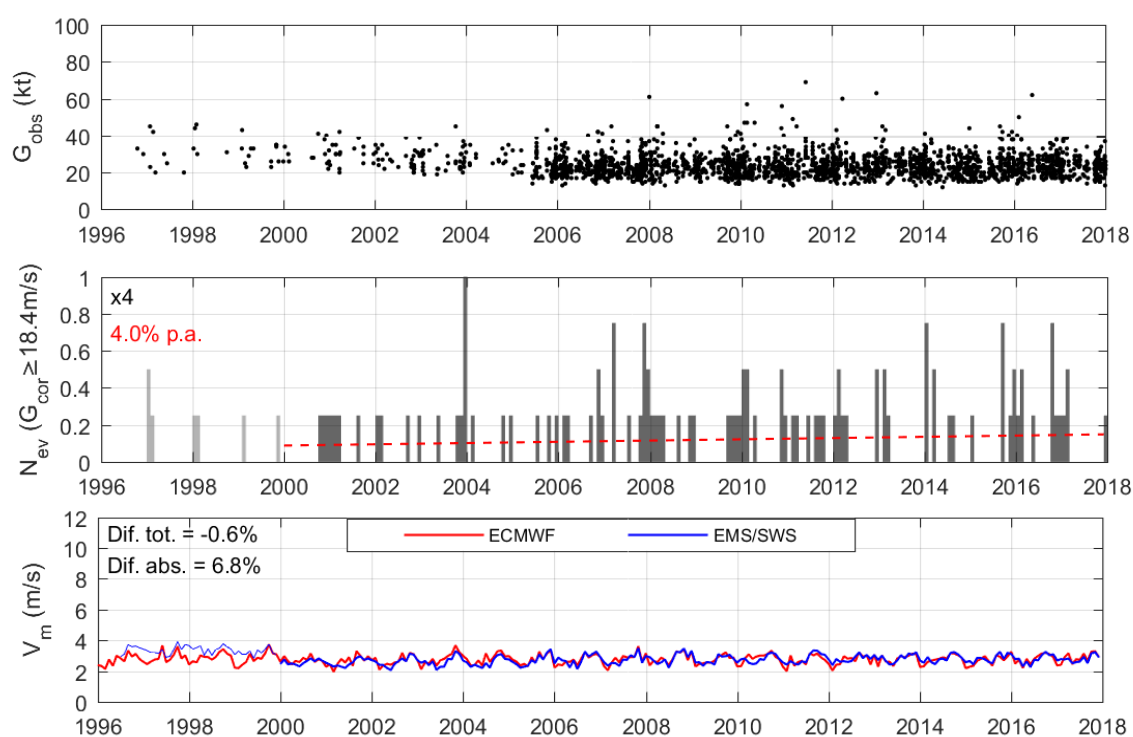 100
80
60
40
20
0
G_obs (kt)
1996 1998 2000 2002 2004 2006 2008 2010 2012 2014 2016 2018
1
0.8
0.6
0.4
0.2
0
N_ev (G_cor≥18.4m/s)
x4
4.0% p.a.
1996 1998 2000 2002 2004 2006 2008 2010 2012 2014 2016 2018
12
10
8
6
4
2
0
V_m (m/s)
Dif. tot. = -0.6%
Dif. abs. = 6.8%
ECMWF EMS/SWS
1996 1998 2000 2002 2004 2006 2008 2010 2012 2014 2016 2018